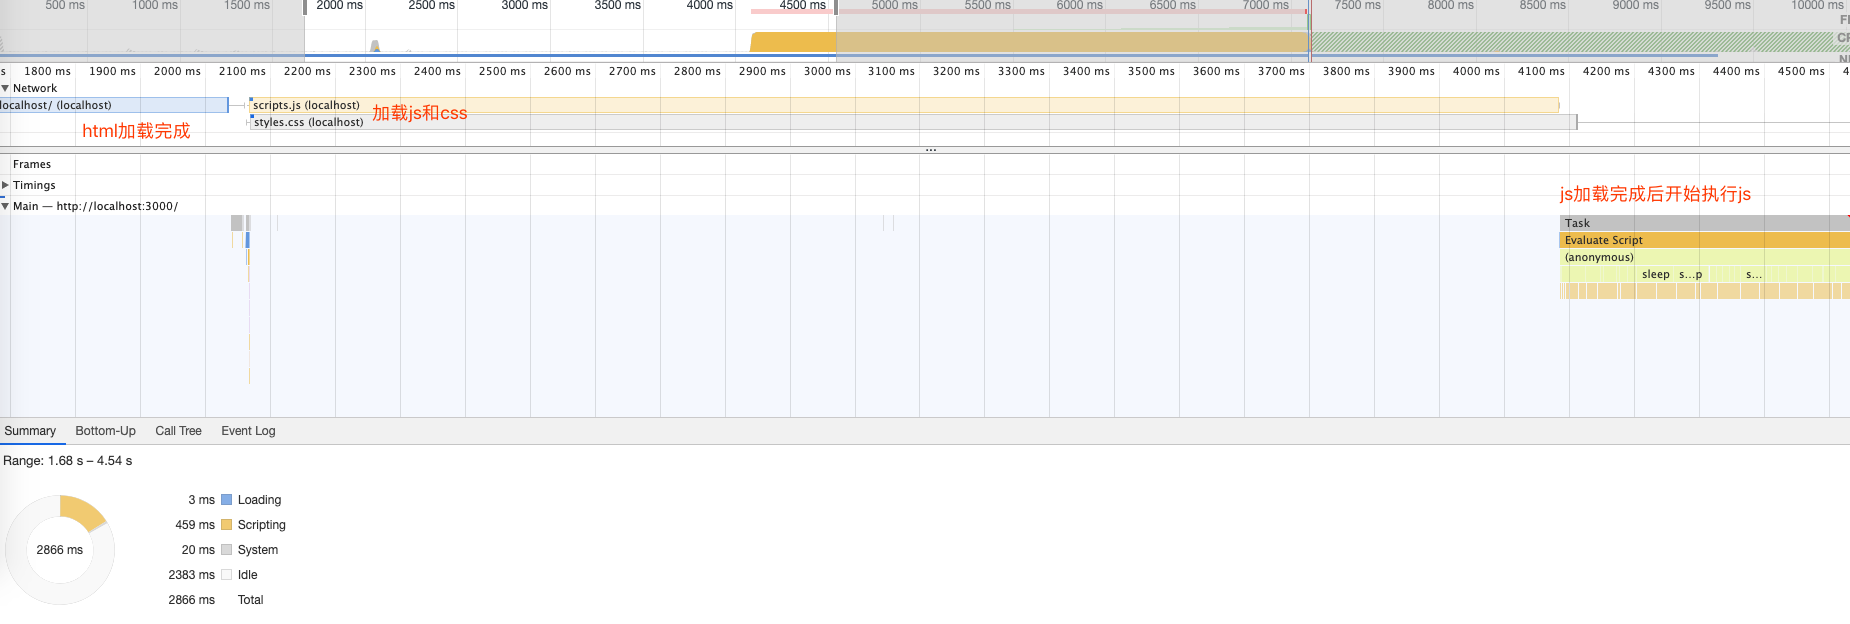 500 ms 1000 ms 1500 ms 2000 ms 2500 ms 3000 ms 3500 ms 4000 ms 4500 ms 5000 ms 5500 ms 6000 ms 6500 ms 7000 ms 7500 ms 8000 ms 8500 ms 9000 ms 9500 ms 10000 ms
s 1800 ms 1900 ms 2000 ms 2100 ms 2200 ms 2300 ms 2400 ms 2500 ms 2600 ms 2700 ms 2800 ms 2900 ms 3000 ms 3100 ms 3200 ms 3300 ms 3400 ms 3500 ms 3600 ms 3700 ms 3800 ms 3900 ms 4000 ms 4100 ms 4200 ms 4300 ms 4400 ms 4500 ms 4
Network
localhost/ (localhost) scripts.js (localhost)
加载js和css
styles.css (localhost)
html加载完成
...
Frames
Timings
js加载完成后开始执行js
Main — http://localhost:3000/
Task
Evaluate Script
(anonymous)
sleep s...p s...
Summary Bottom-Up Call Tree Event Log
Range: 1.68 s – 4.54 s
3 ms Loading
459 ms Scripting
20 ms System
2866 ms
2383 ms Idle
2866 ms Total